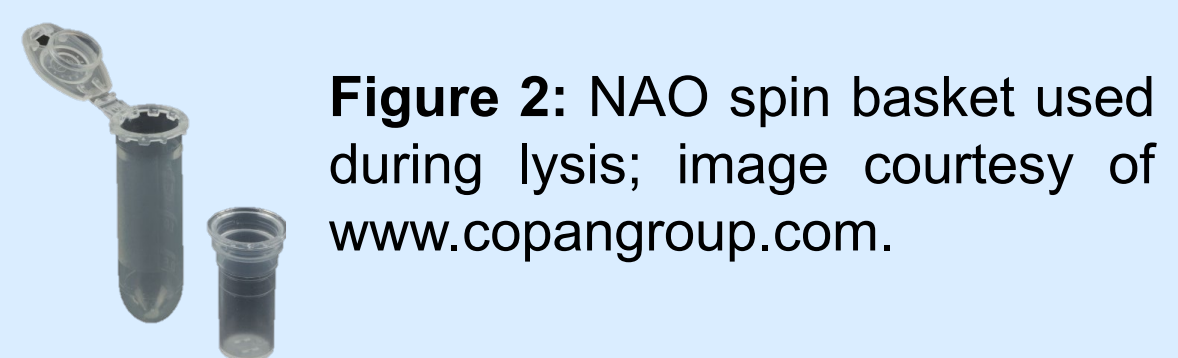 Figure 2: NAO spin basket used
during lysis; image courtesy of
www.copangroup.com.